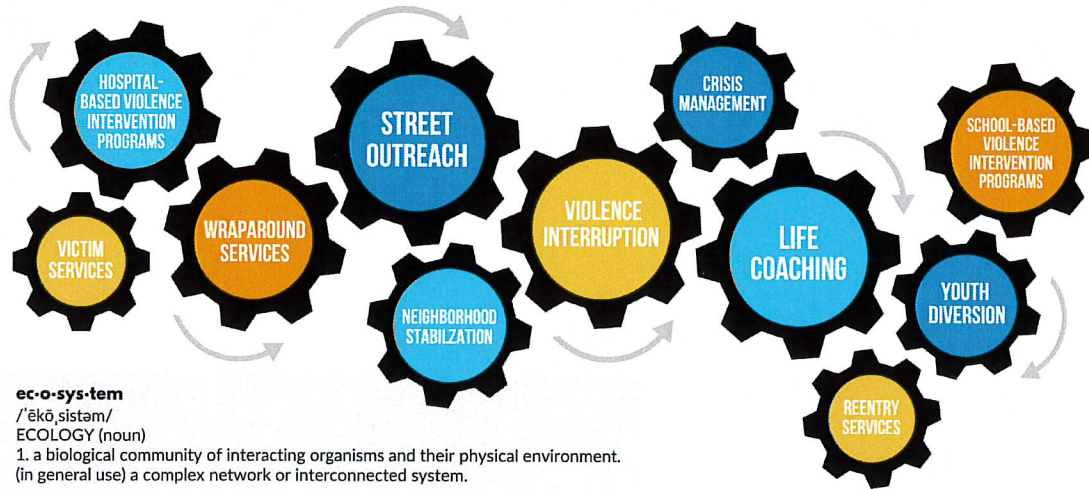 HOSPITAL-
BASED VIOLENCE
INTERVENTION
PROGRAMS
VICTIM
SERVICES
WRAPAROUND
SERVICES
STREET
OUTREACH
NEIGHBORHOOD
STABILZATION
VIOLENCE
INTERRUPTION
CRISIS
MANAGEMENT
LIFE
COACHING
SCHOOL-BASED
VIOLENCE
INTERVENTION
PROGRAMS
YOUTH
DIVERSION
REENTRY
SERVICES
ec·o·sys·tem
/ˈēkōˌsistəm/
ECOLOGY (noun)
1. a biological community of interacting organisms and their physical environment.
(in general use) a complex network or interconnected system.